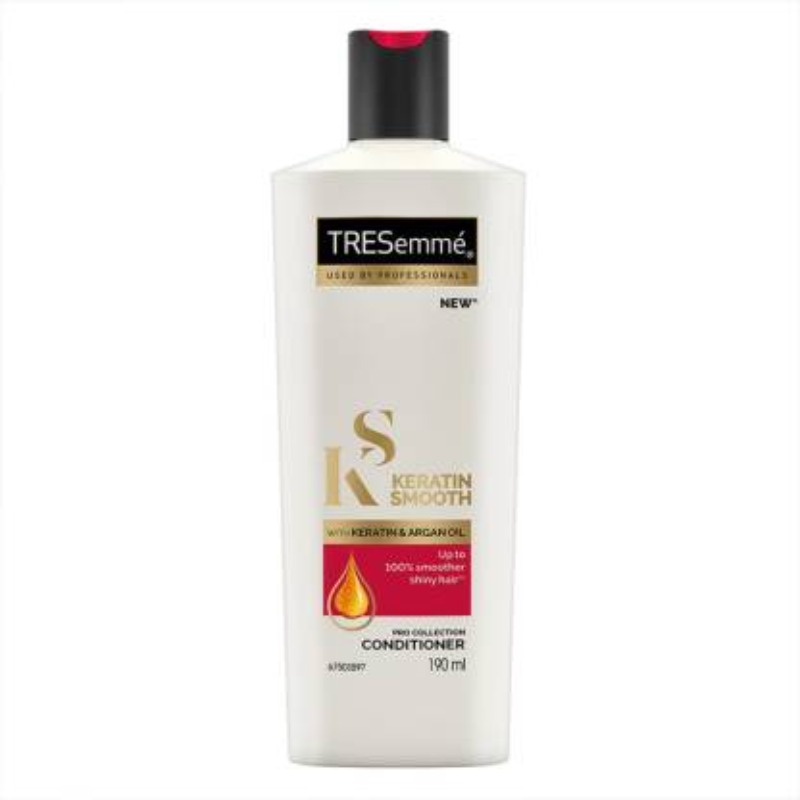 TRESemmé®
USED BY PROFESSIONALS
NEW
KS
KERATIN
SMOOTH
WITH KERATIN & ARGAN OIL
Up to
100% smoother
shiny hair
PRO COLLECTION
CONDITIONER
190 ml